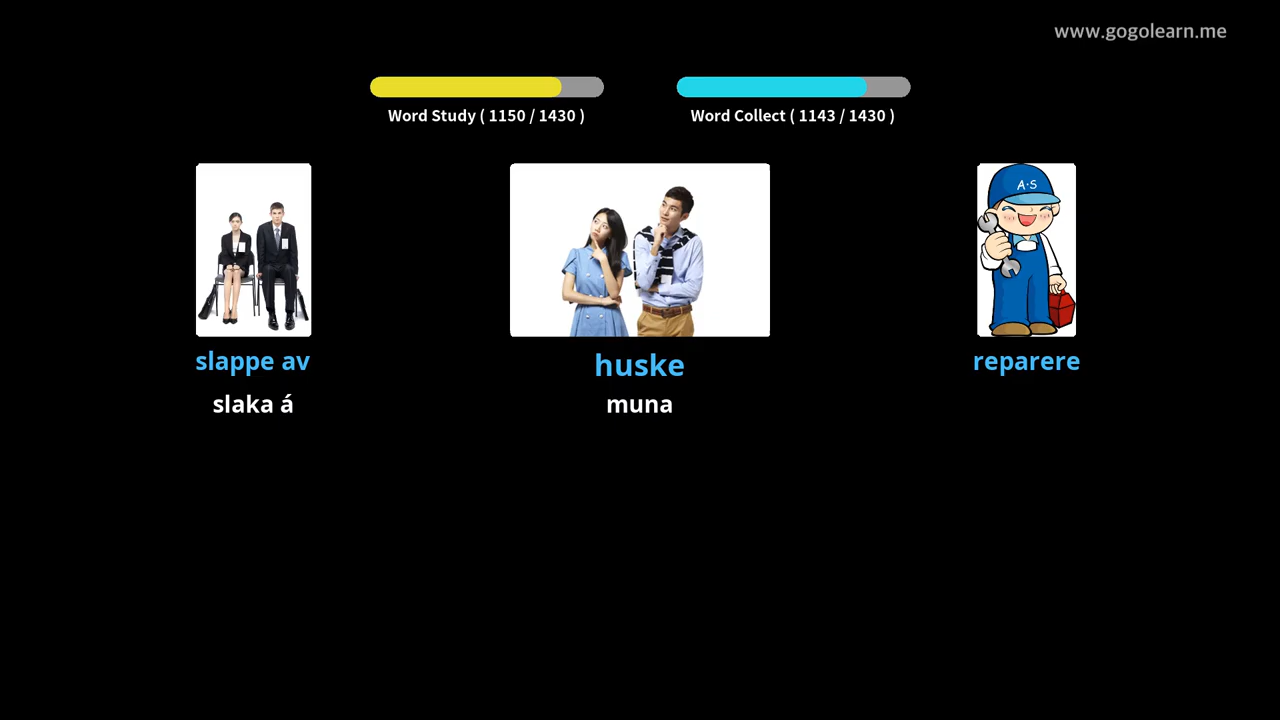 www.gogolearn.me
Word Study ( 1150 / 1430 )
Word Collect ( 1143 / 1430 )
A·S
slappe av
huske
reparere
slaka á
muna